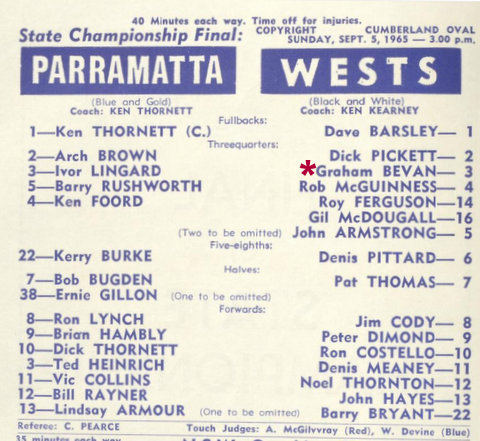 40 Minutes each way. Time off for injuries.
State Championship Final:
COPYRIGHT CUMBERLAND OVAL
SUNDAY, SEPT. 5, 1965 — 3.00 p.m.
PARRAMATTA WESTS
(Blue and Gold) (Black and White)
Coach: KEN THORNETT Coach: KEN KEARNEY
Fullbacks:
1—Ken THORNETT (C.) Dave BARSLEY— 1
Threequarters:
2—Arch BROWN Dick PICKETT— 2
3—Ivor LINGARD *Graham BEVAN— 3
5—Barry RUSHWORTH Rob McGUINNESS— 4
4—Ken FOORD Roy FERGUSON—14
Gil McDOUGALL—16
(Two to be omitted) John ARMSTRONG— 5
Five-eighths:
22—Kerry BURKE Denis PITTARD— 6
Halves:
7—Bob BUGDEN Pat THOMAS— 7
38—Ernie GILLON (One to be omitted)
Forwards:
8—Ron LYNCH Jim CODY— 8
9—Brian HAMBLY Peter DIMOND— 9
10—Dick THORNETT Ron COSTELLO—10
3—Ted HEINRICH Denis MEANEY—11
11—Vic COLLINS Noel THORNTON—12
12—Bill RAYNER John HAYES—13
13—Lindsay ARMOUR (One to be omitted) Barry BRYANT—22
Referee: C. PEARCE Touch Judges: A. McGilvvray (Red), W. Devine (Blue)
35 minutes each way